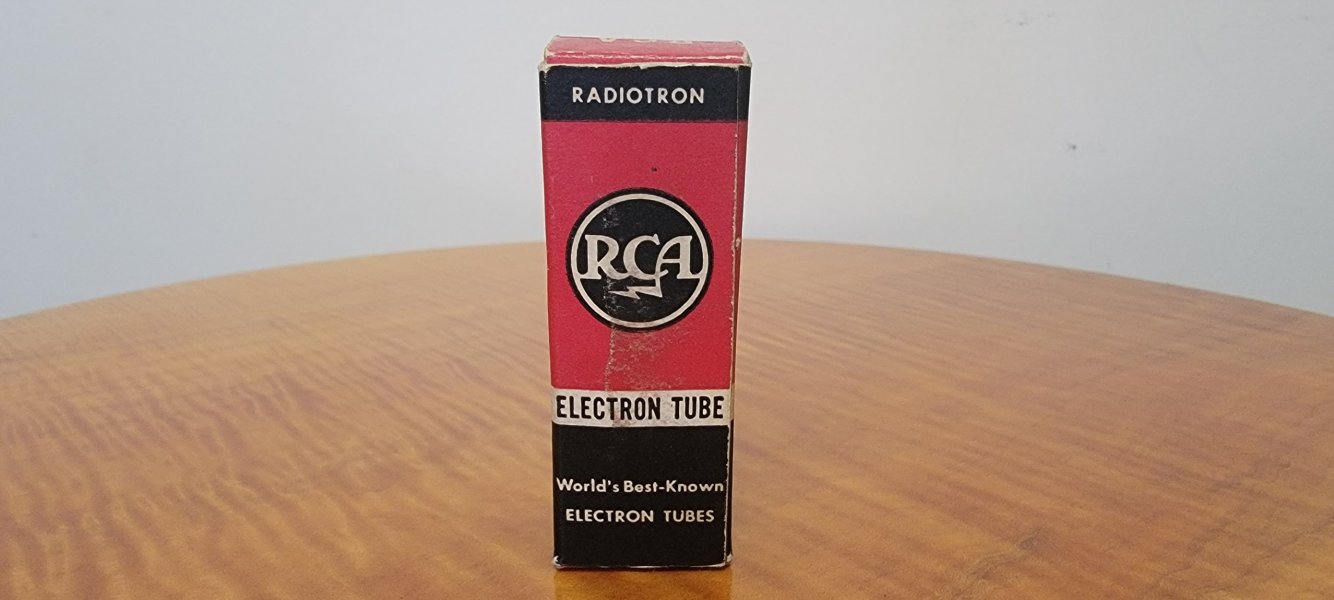 RADIOTRON
RCA
ELECTRON TUBE
World's Best-Known
ELECTRON TUBES